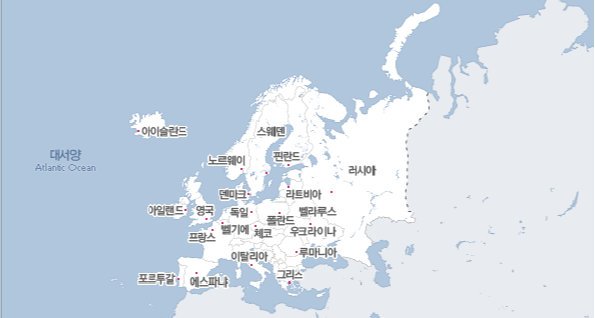 아이슬란드
스웨덴
대서양
Atlantic Ocean
노르웨이
핀란드
러시아
덴마크
라트비아
아일랜드
영국
독일
벨라루스
폴란드
벨기에
체코
우크라이나
프랑스
이탈리아
루마니아
그리스
포르투갈
에스파냐